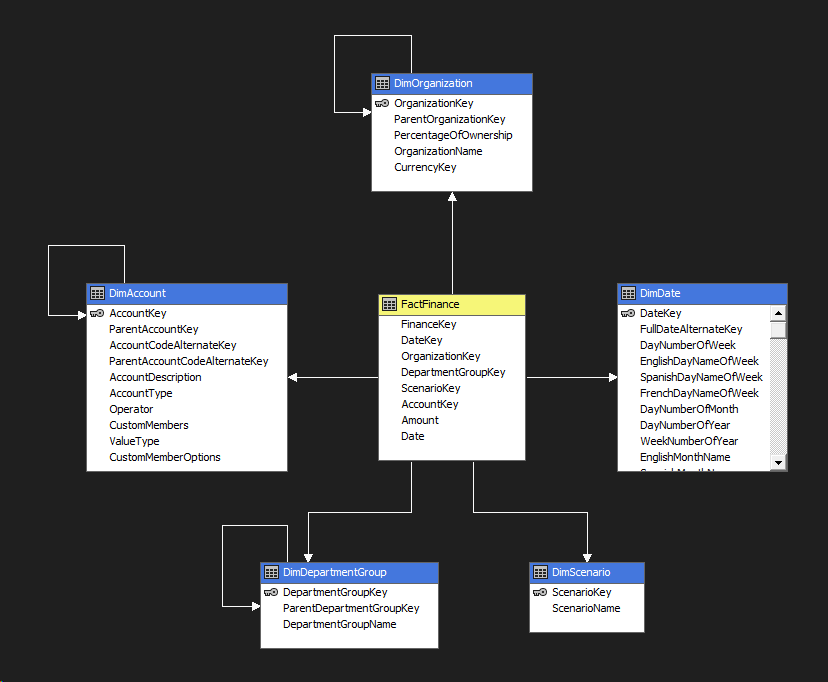 DimOrganization
OrganizationKey
ParentOrganizationKey
PercentageOfOwnership
OrganizationName
CurrencyKey
DimAccount
AccountKey
ParentAccountKey
AccountCodeAlternateKey
ParentAccountCodeAlternateKey
AccountDescription
AccountType
Operator
CustomMembers
ValueType
CustomMemberOptions
FactFinance
FinanceKey
DateKey
OrganizationKey
DepartmentGroupKey
ScenarioKey
AccountKey
Amount
Date
DimDate
DateKey
FullDateAlternateKey
DayNumberOfWeek
EnglishDayNameOfWeek
SpanishDayNameOfWeek
FrenchDayNameOfWeek
DayNumberOfMonth
DayNumberOfYear
WeekNumberOfYear
EnglishMonthName
DimDepartmentGroup
DepartmentGroupKey
ParentDepartmentGroupKey
DepartmentGroupName
DimScenario
ScenarioKey
ScenarioName